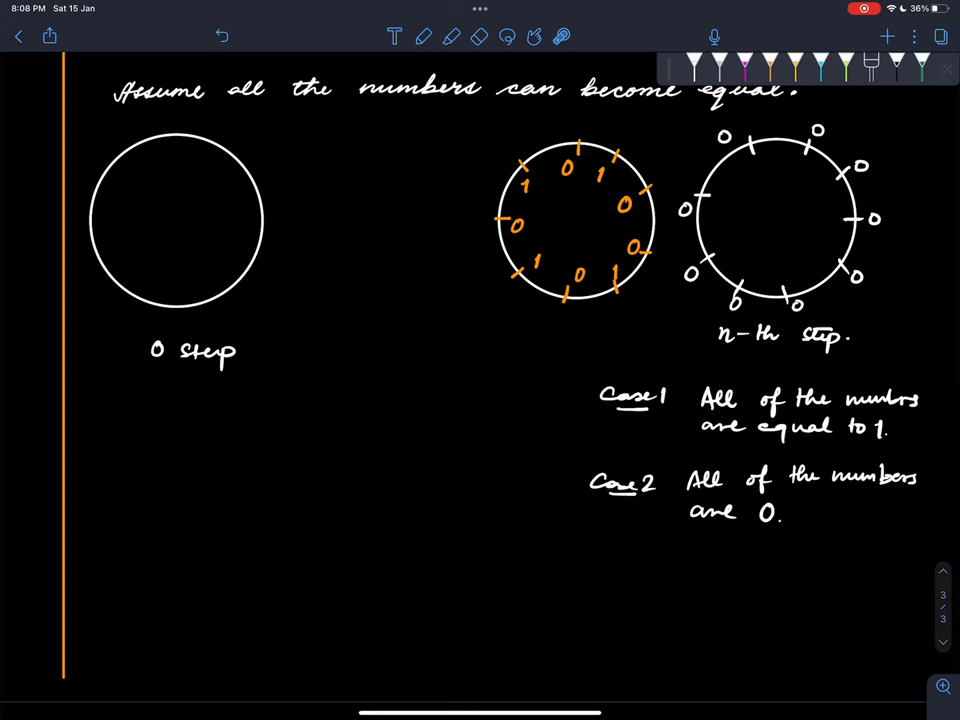 8:08 PM Sat 15 Jan
36%
Assume all the numbers can become equal.
0 1 0 0 1 0 1 0 1
0 0 0 0 0 0 0 0 0 0
0 step
n-th step.
Case 1 All of the numbrs
are equal to 1.
Case 2 All of the numbers
are 0.
3
/
3